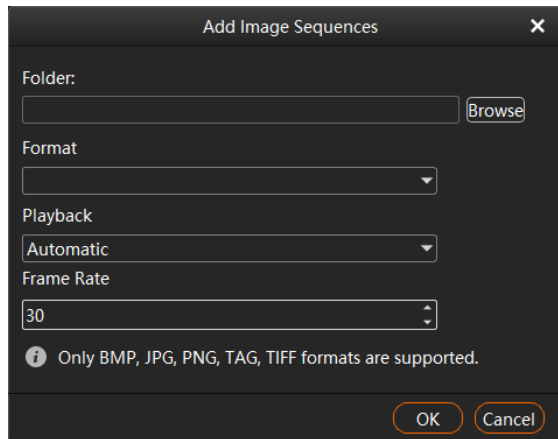 Add Image Sequences
Folder:
Browse
Format
Playback
Automatic
Frame Rate
30
Only BMP, JPG, PNG, TAG, TIFF formats are supported.
OK Cancel